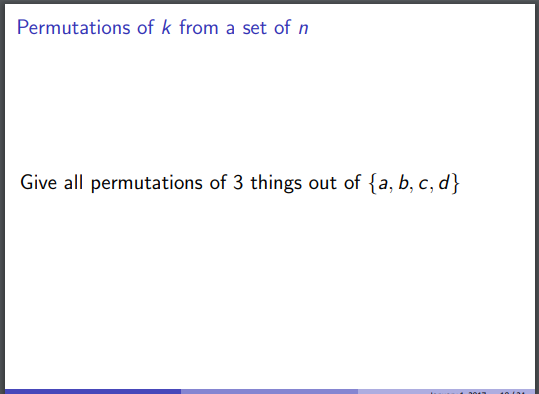 Permutations of k from a set of n
Give all permutations of 3 things out of {a, b, c, d}